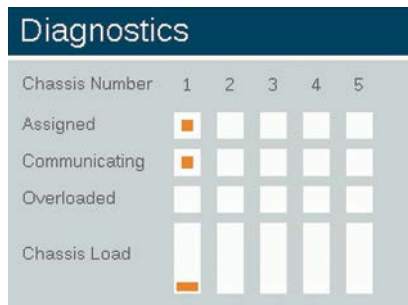 Diagnostics
Chassis Number 1 2 3 4 5
Assigned
Communicating
Overloaded
Chassis Load